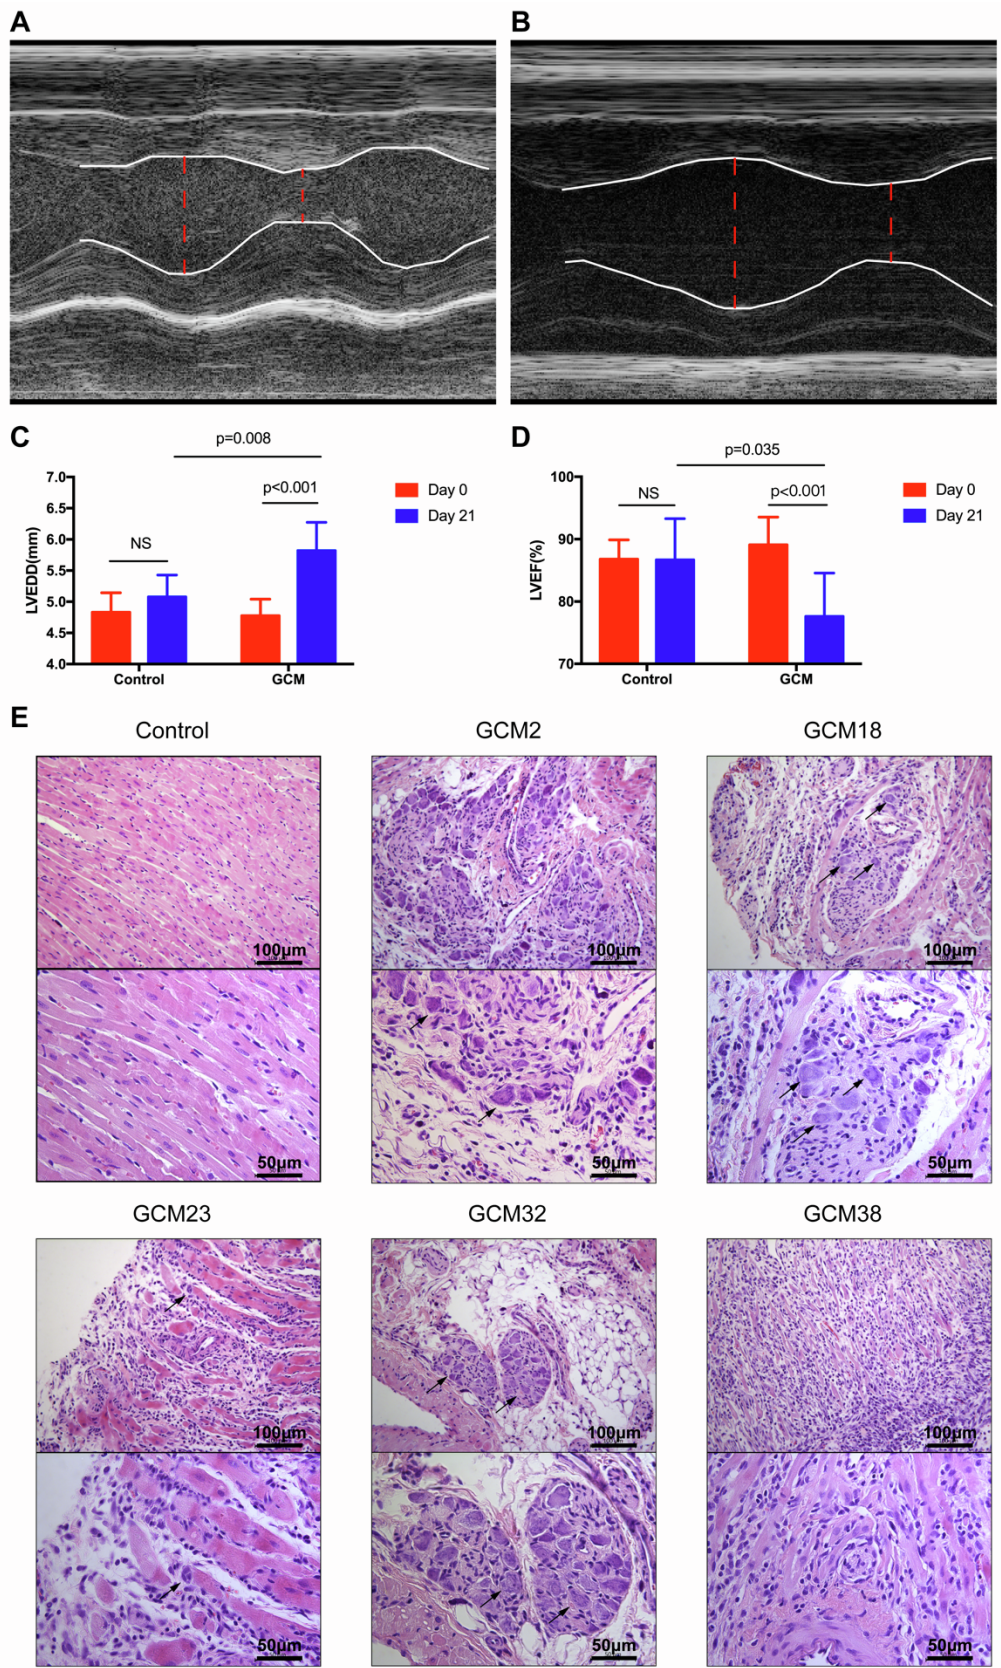 A
B
C
p=0.008
p<0.001
NS
7.0
6.5
6.0
5.5
5.0
4.5
4.0
LVEDD(mm)
Control
GCM
Day 0
Day 21
D
p=0.035
NS
p<0.001
100
90
80
70
LVEF(%)
Control
GCM
Day 0
Day 21
E
Control
GCM2
GCM18
100μm
100μm
100μm
50μm
50μm
50μm
GCM23
GCM32
GCM38
100μm
100μm
100μm
50μm
50μm
50μm